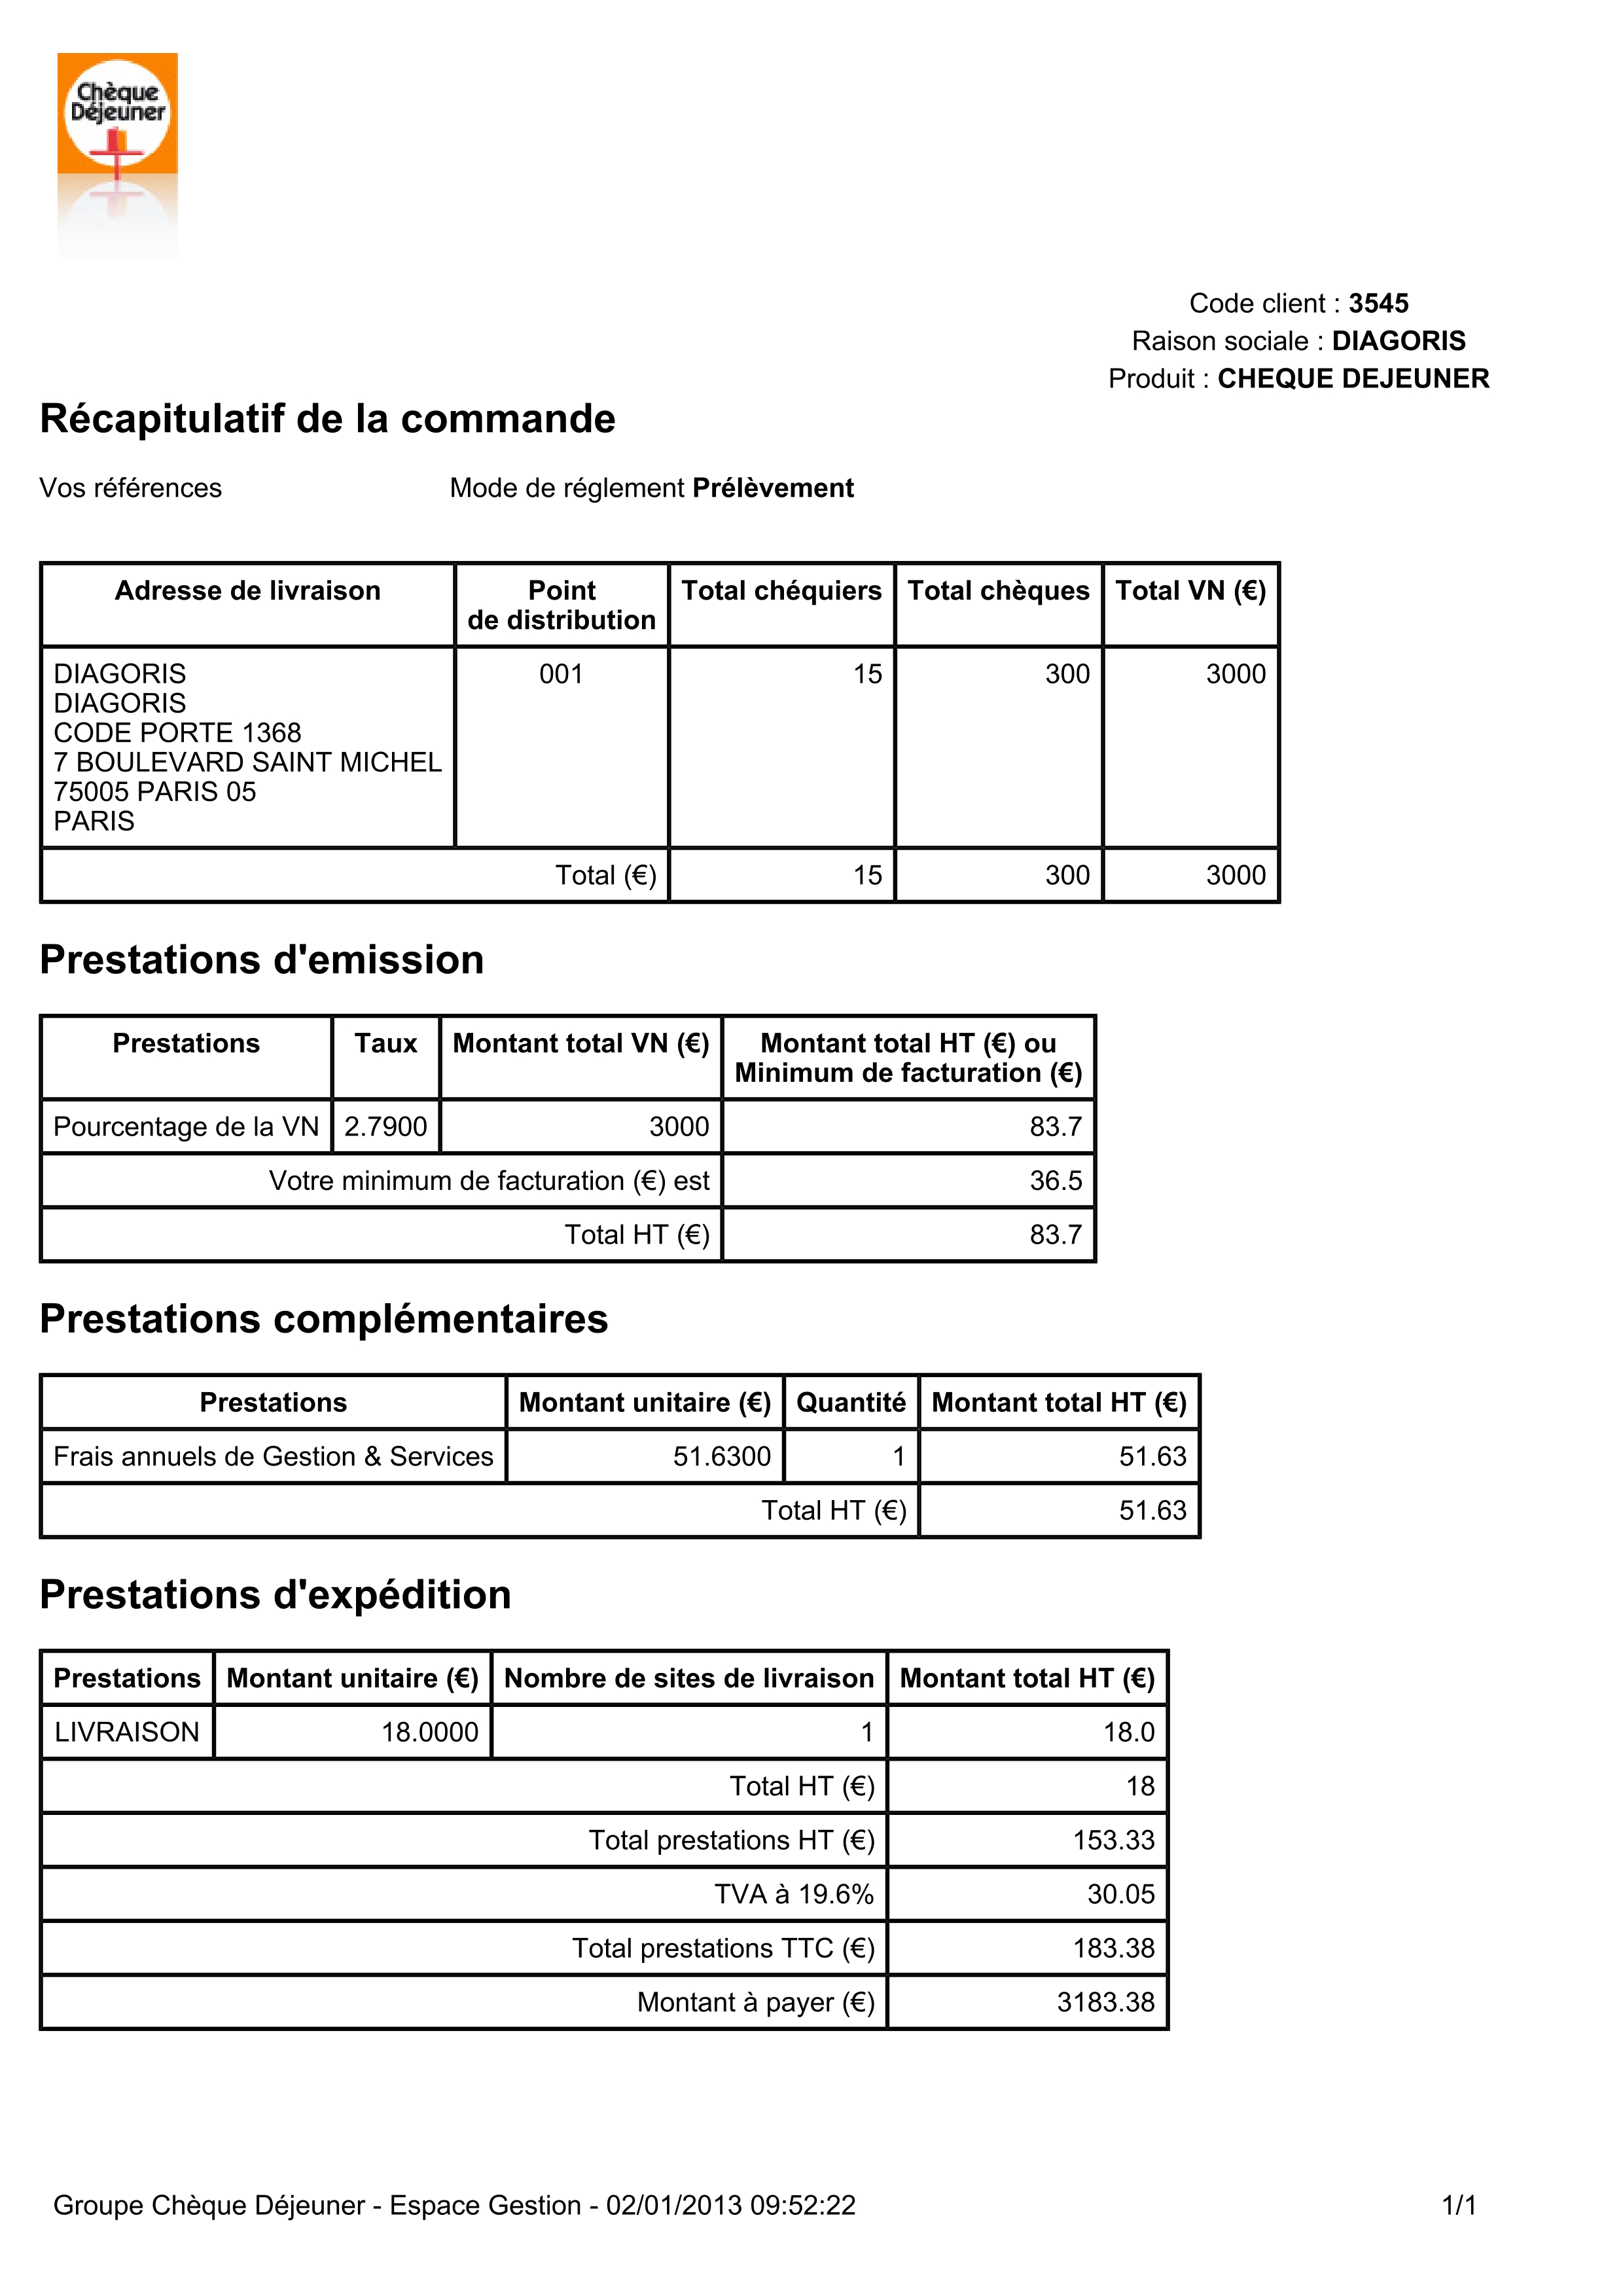 Chèque
Déjeuner
Code client : 3545
Raison sociale : DIAGORIS
Produit : CHEQUE DEJEUNER
Récapitulatif de la commande
Vos références Mode de réglement Prélèvement
Adresse de livraison Point de distribution Total chéquiers Total chèques Total VN (€)
DIAGORIS 001 15 300 3000
DIAGORIS
CODE PORTE 1368
7 BOULEVARD SAINT MICHEL
75005 PARIS 05
PARIS
Total (€) 15 300 3000
Prestations d'emission
Prestations Taux Montant total VN (€) Montant total HT (€) ou Minimum de facturation (€)
Pourcentage de la VN 2.7900 3000 83.7
Votre minimum de facturation (€) est 36.5
Total HT (€) 83.7
Prestations complémentaires
Prestations Montant unitaire (€) Quantité Montant total HT (€)
Frais annuels de Gestion & Services 51.6300 1 51.63
Total HT (€) 51.63
Prestations d'expédition
Prestations Montant unitaire (€) Nombre de sites de livraison Montant total HT (€)
LIVRAISON 18.0000 1 18.0
Total HT (€) 18
Total prestations HT (€) 153.33
TVA à 19.6% 30.05
Total prestations TTC (€) 183.38
Montant à payer (€) 3183.38
Groupe Chèque Déjeuner - Espace Gestion - 02/01/2013 09:52:22 1/1